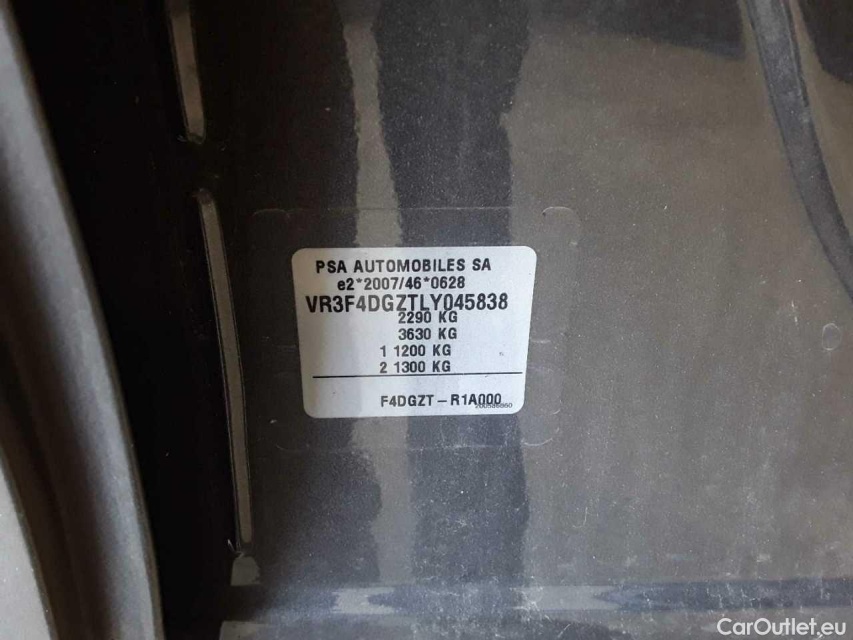 PSA AUTOMOBILES SA
e2*2007/46*0628
VR3F4DGZTLY045838
2290 KG
3630 KG
1 1200 KG
2 1300 KG
F4DGZT-R1A000
CarOutlet.eu